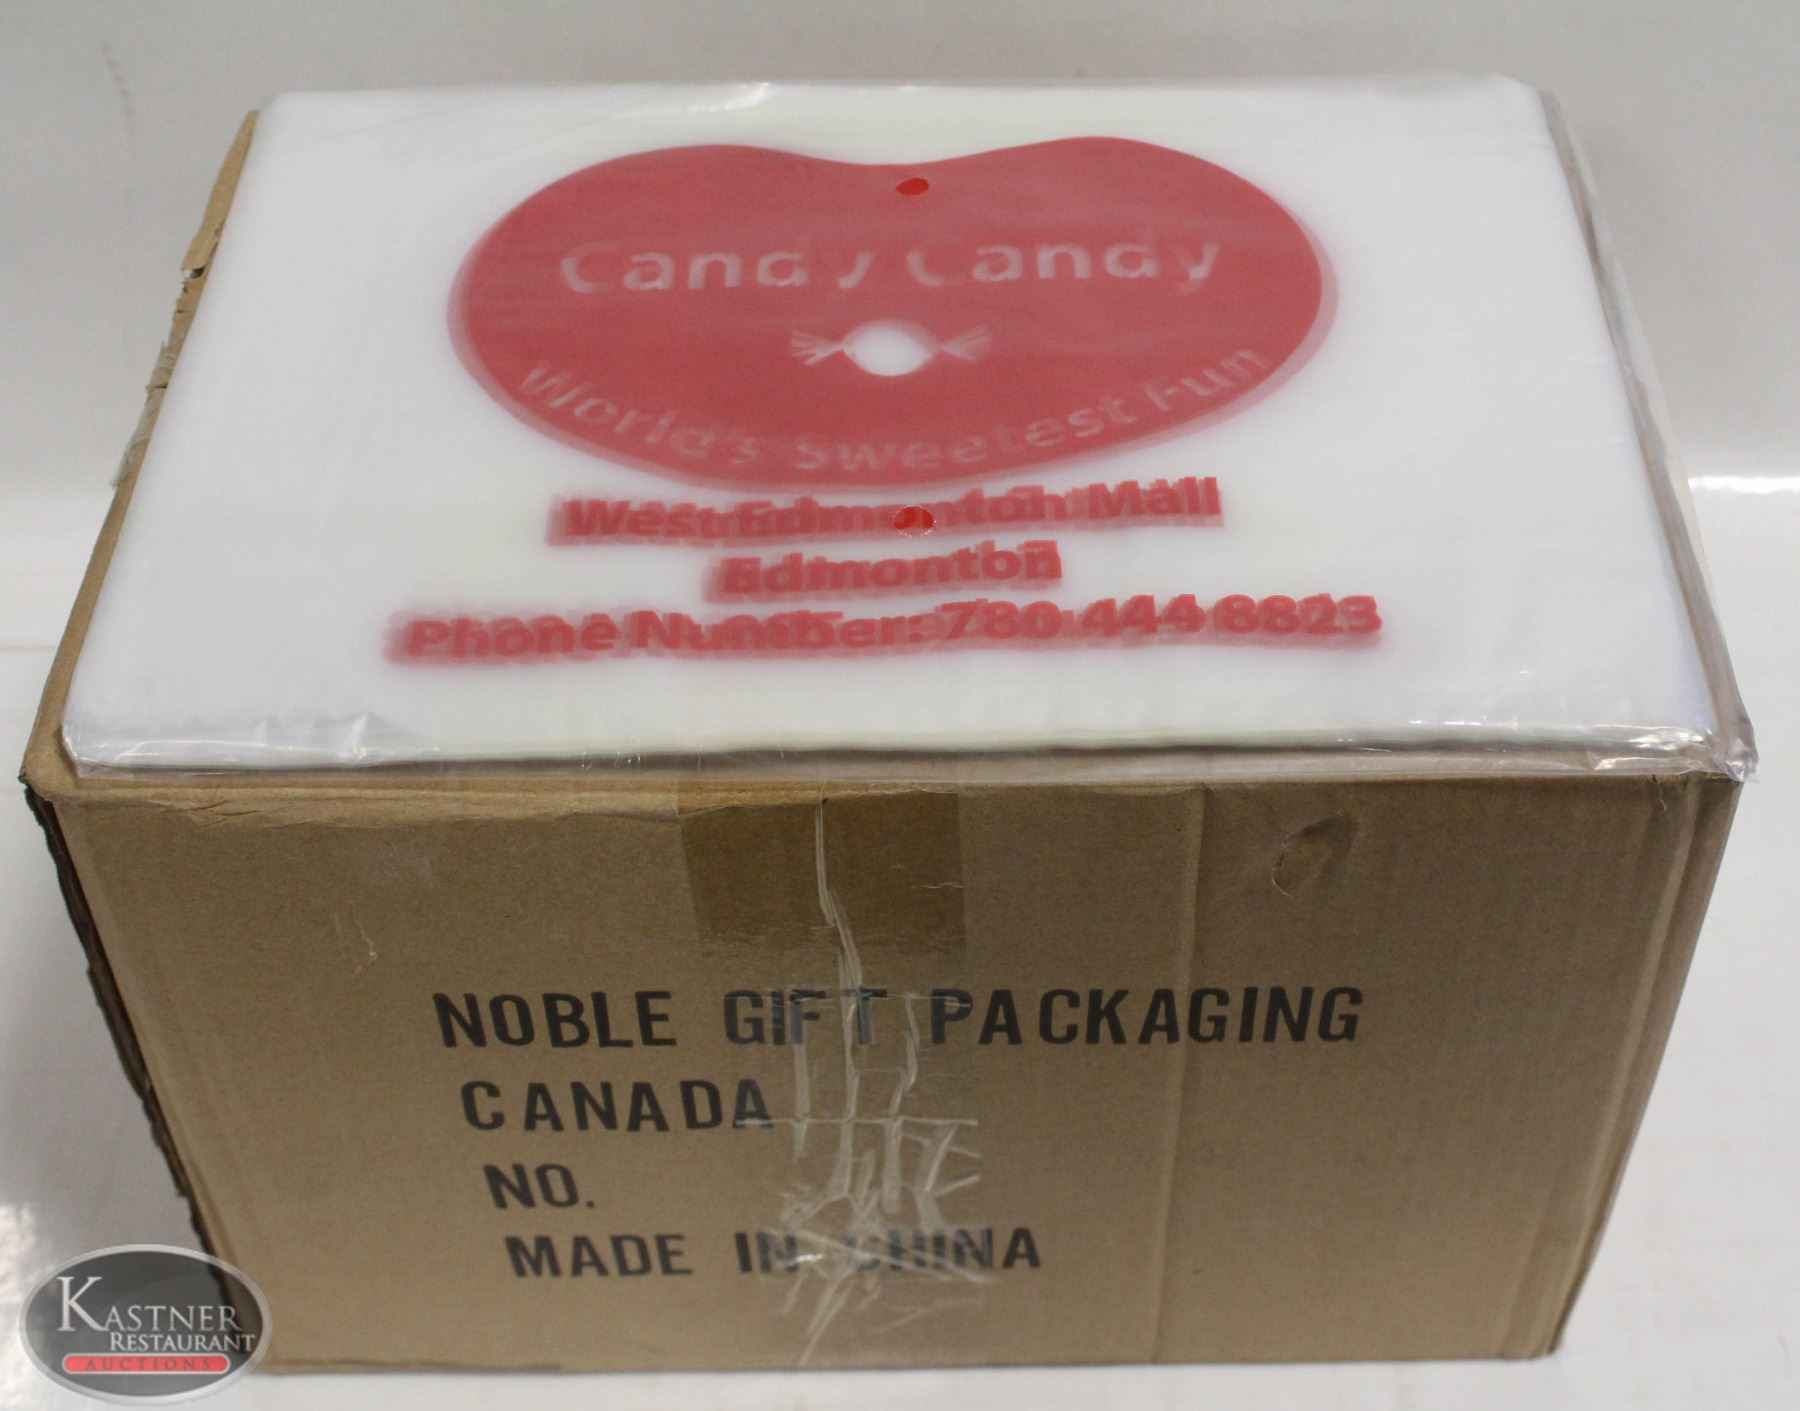 Candy Candy
World's Sweetest Fun!
West Edmonton Mall
Edmonton
Phone Number: 780 444 8823
NOBLE GIFT PACKAGING
CANADA
NO.
MADE IN CHINA
KASTNER
RESTAURANT
AUCTIONS